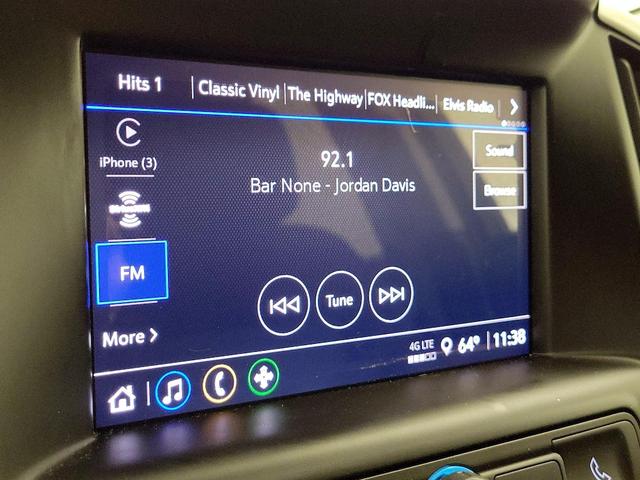 Hits 1 Classic Vinyl The Highway FOX Headli... Elvis Radio
iPhone (3)
92.1
Bar None - Jordan Davis
Sound
Browse
SiriusXM
FM
Tune
More
4G LTE 64° 11:38